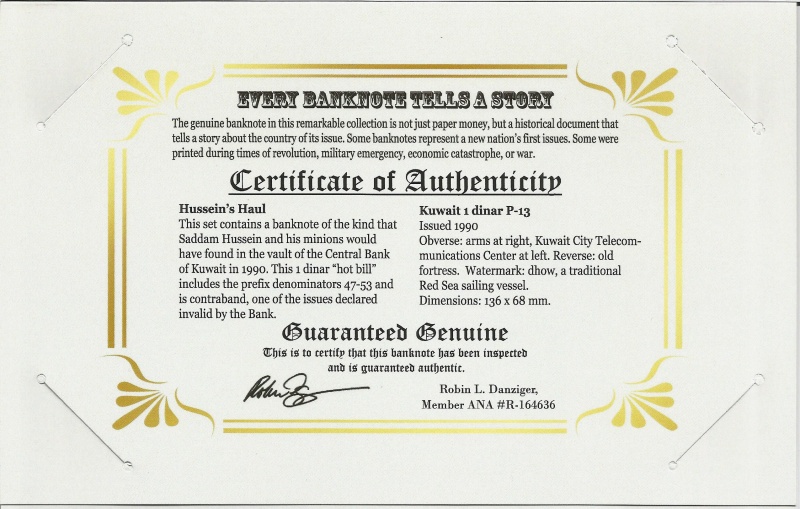 EVERY BANKNOTE TELLS A STORY
The genuine banknote in this remarkable collection is not just paper money, but a historical document that
tells a story about the country of its issue. Some banknotes represent a new nation's first issues. Some were
printed during times of revolution, military emergency, economic catastrophe, or war.
Certificate of Authenticity
Hussein's Haul
This set contains a banknote of the kind that
Saddam Hussein and his minions would
have found in the vault of the Central Bank
of Kuwait in 1990. This 1 dinar "hot bill"
includes the prefix denominators 47-53 and
is contraband, one of the issues declared
invalid by the Bank.
Kuwait 1 dinar P-13
Issued 1990
Obverse: arms at right, Kuwait City Telecom-
munications Center at left. Reverse: old
fortress. Watermark: dhow, a traditional
Red Sea sailing vessel.
Dimensions: 136 x 68 mm.
Guaranteed Genuine
This is to certify that this banknote has been inspected
and is guaranteed authentic.
Robin L. Danziger,
Member ANA #R-164636